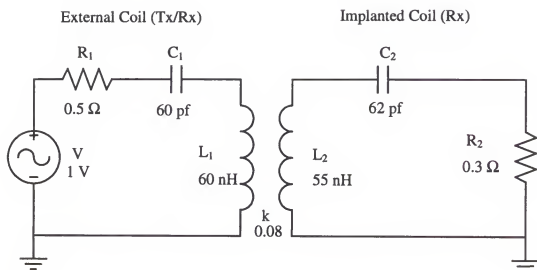 External Coil (Tx/Rx)
Implanted Coil (Rx)
R1
C1
C2
0.5 Ω
60 pf
62 pf
+
V
1 V
−
L1
60 nH
L2
55 nH
R2
0.3 Ω
k
0.08